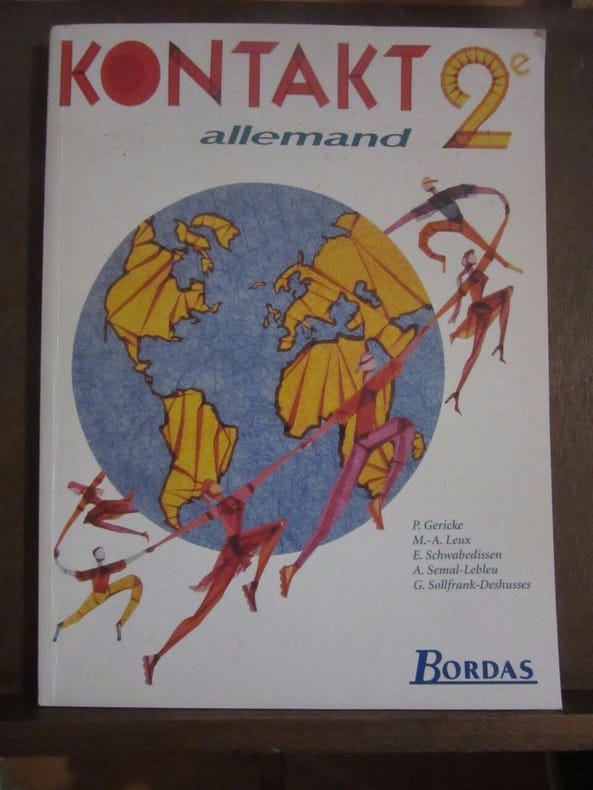 KONTAKT 2e
allemand
P. Gericke
M.-A. Leux
E. Schwabedissen
A. Semal-Lebleu
G. Sollfrank-Deshusses
BORDAS